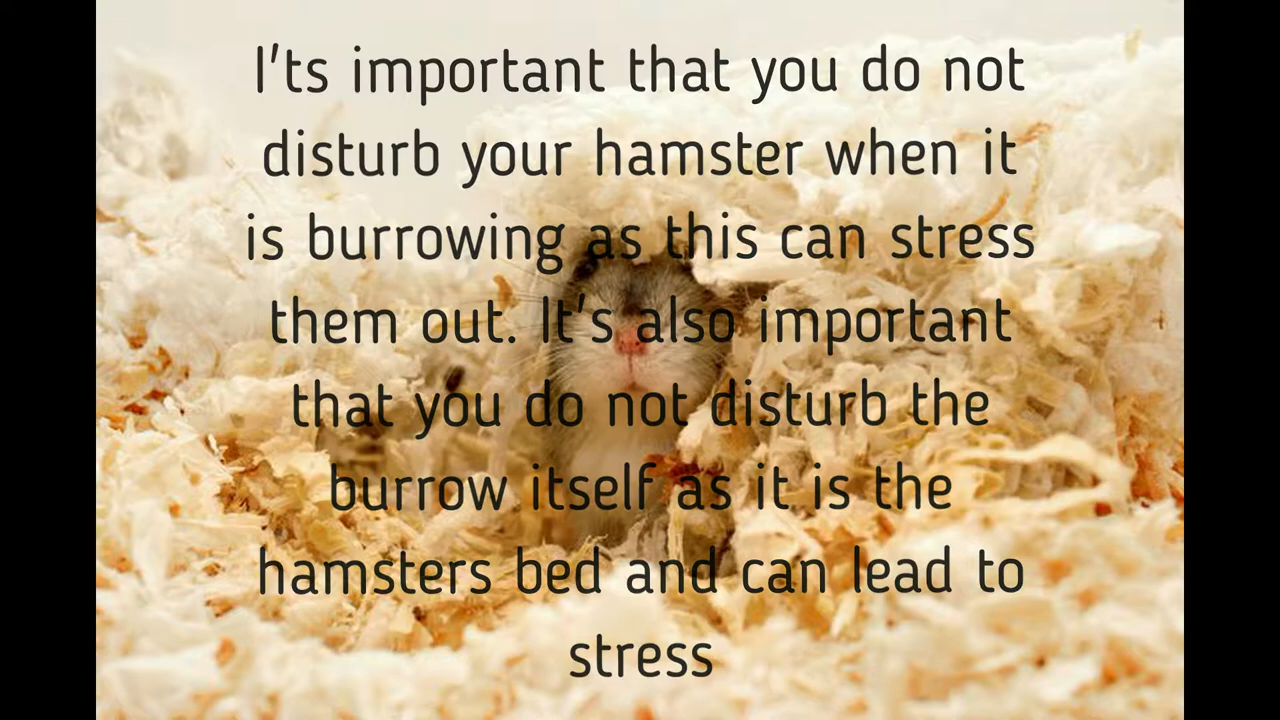 I'ts important that you do not
disturb your hamster when it
is burrowing as this can stress
them out. It's also important
that you do not disturb the
burrow itself as it is the
hamsters bed and can lead to
stress